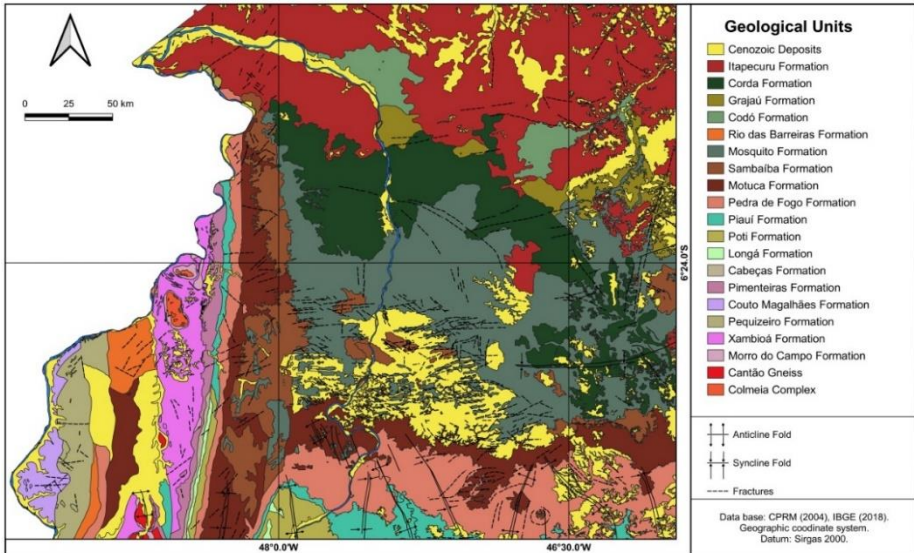 Geological Units
Cenozoic Deposits
Itapecuru Formation
Corda Formation
Grajaú Formation
Codó Formation
Rio das Barreiras Formation
Mosquito Formation
Sambaíba Formation
Motuca Formation
Pedra de Fogo Formation
Piauí Formation
Poti Formation
Longá Formation
Cabeças Formation
Pimenteiras Formation
Couto Magalhães Formation
Pequizeiro Formation
Xambioá Formation
Morro do Campo Formation
Cantão Gneiss
Colmeia Complex
Anticline Fold
Syncline Fold
Fractures
Data base: CPRM (2004), IBGE (2018).
Geographic coodinate system.
Datum: Sirgas 2000.
0 25 50 km
6°24.0'S
48°0.0'W 46°30.0'W